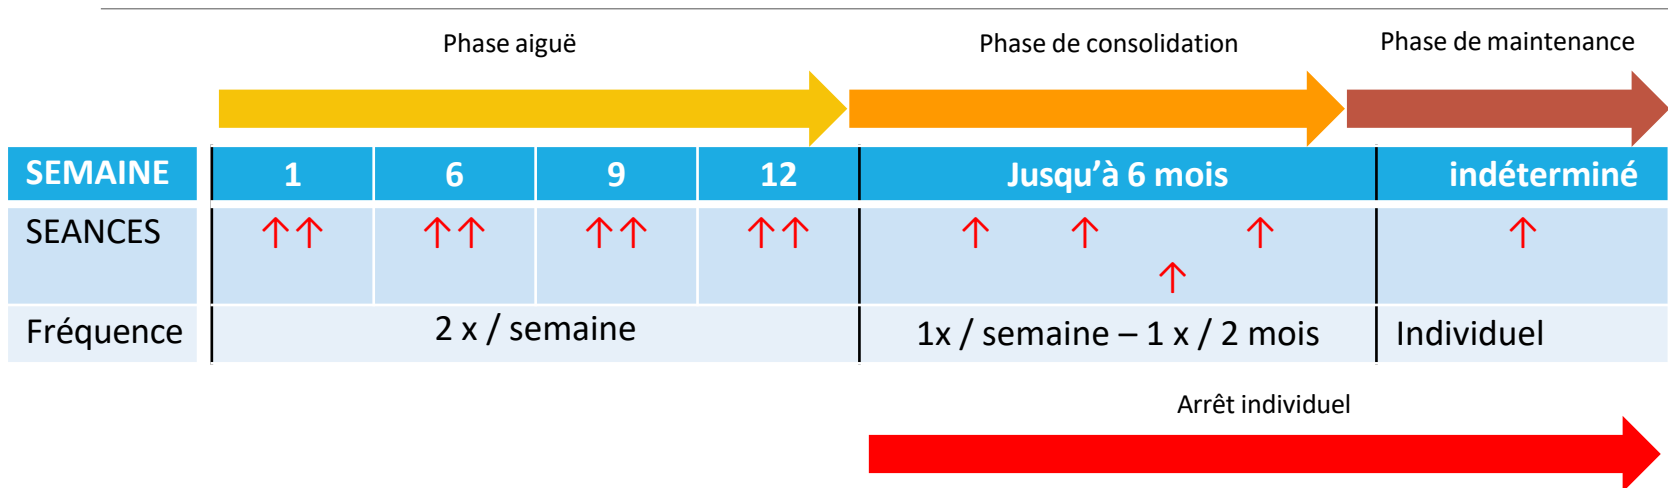 Phase aiguë
Phase de consolidation
Phase de maintenance
SEMAINE 1 6 9 12 Jusqu’à 6 mois indéterminé
SEANCES ↑↑ ↑↑ ↑↑ ↑↑ ↑ ↑ ↑ ↑
↑
Fréquence 2 x / semaine 1x / semaine – 1 x / 2 mois Individuel
Arrêt individuel